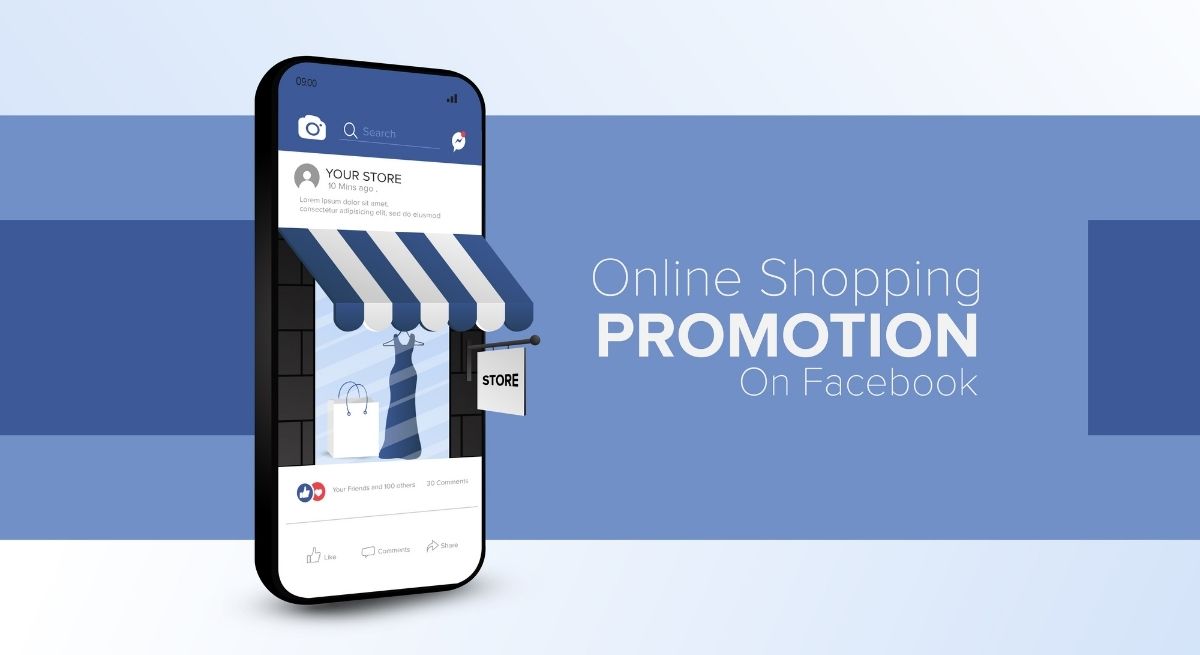 09:00
Search
YOUR STORE
10 Mins ago .
Lorem ipsum dolor sit amet,
consectetur adipisicing elit, sed do eiusmod
STORE
Your Friends and 100 others 30 Comments
Like Comments Share
Online Shopping
PROMOTION
On Facebook